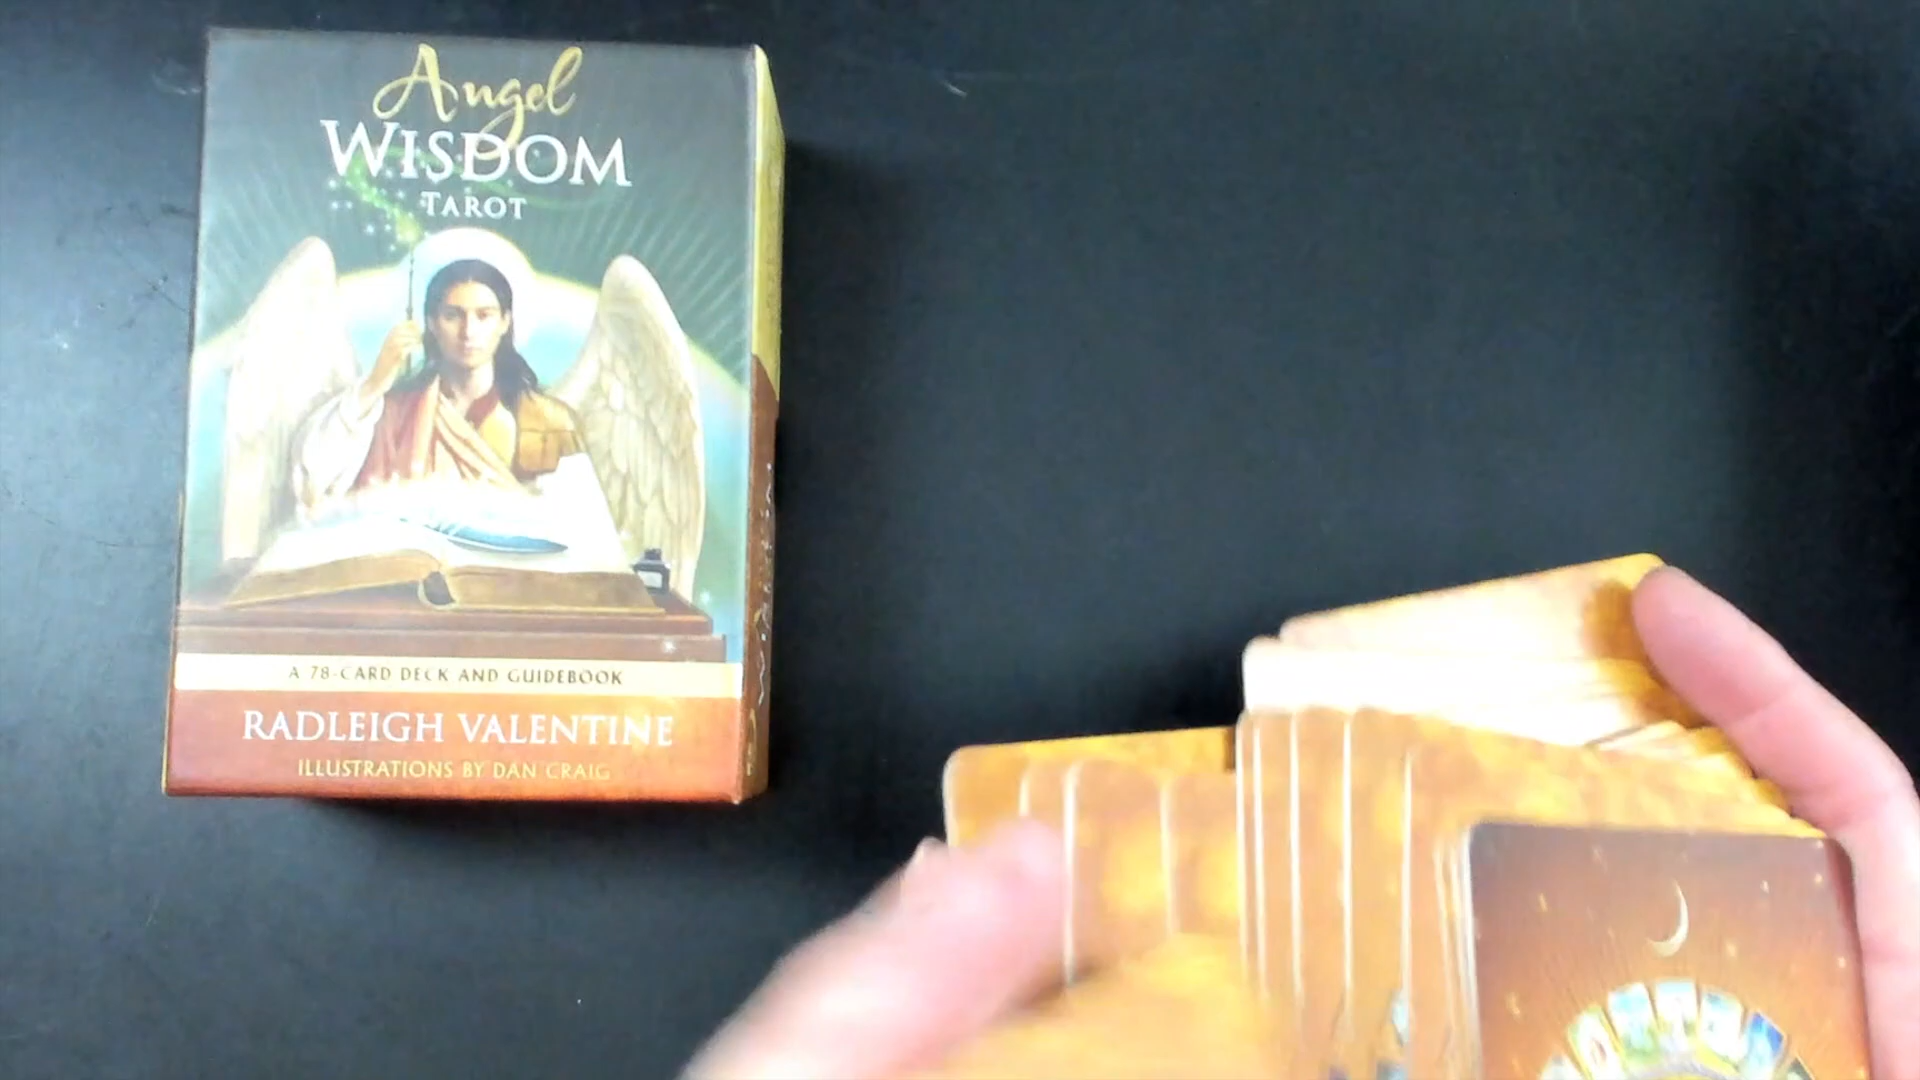 Angel
WISDOM
TAROT
A 78-CARD DECK AND GUIDEBOOK
RADLEIGH VALENTINE
ILLUSTRATIONS BY DAN CRAIG